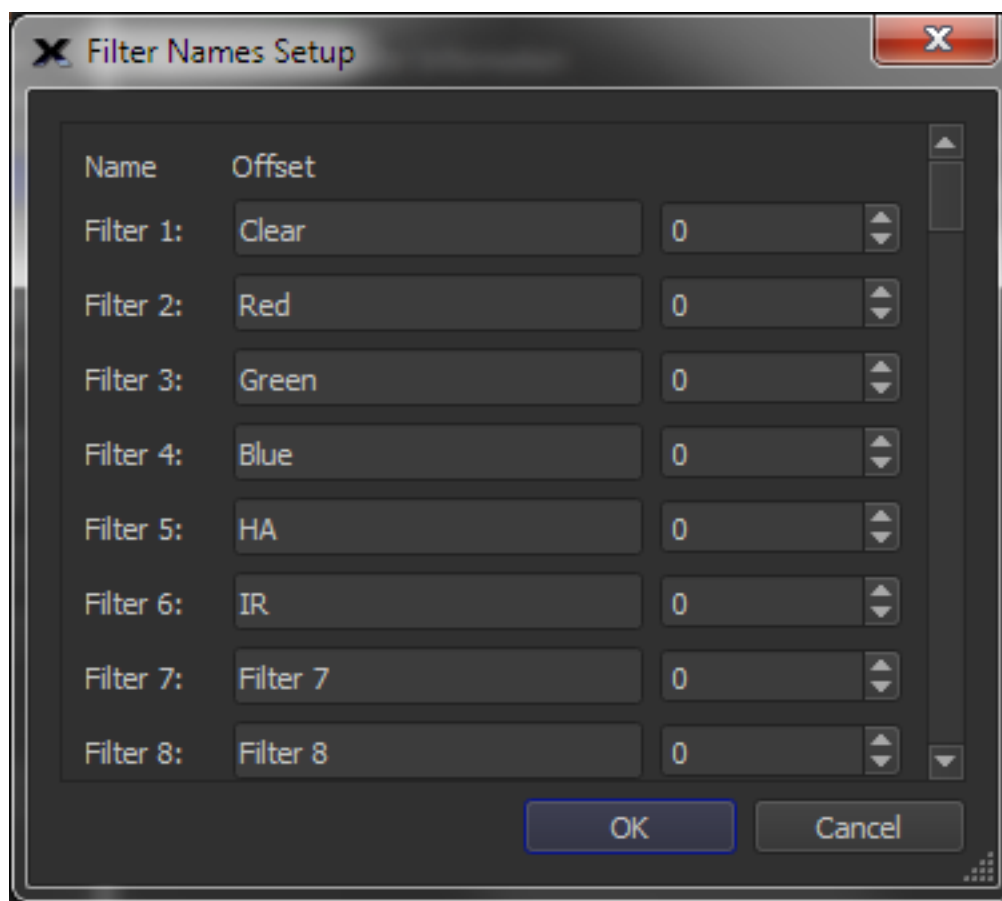 Filter Names Setup
Name Offset
Filter 1: Clear 0
Filter 2: Red 0
Filter 3: Green 0
Filter 4: Blue 0
Filter 5: HA 0
Filter 6: IR 0
Filter 7: Filter 7 0
Filter 8: Filter 8 0
OK Cancel